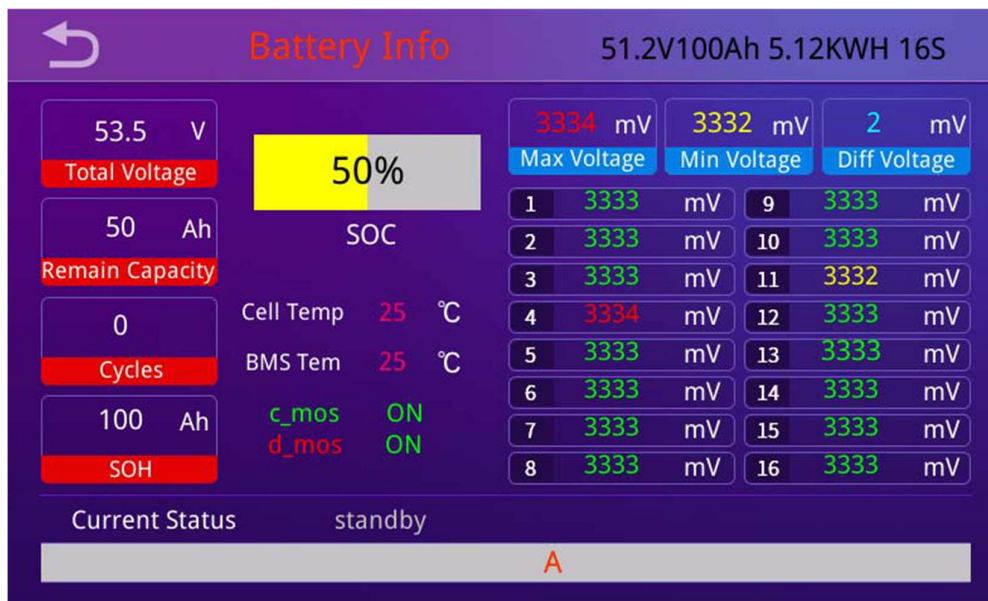 Battery Info 51.2V100Ah 5.12KWH 16S
53.5 V
Total Voltage
50 Ah
Remain Capacity
0
Cycles
100 Ah
SOH
50%
SOC
Cell Temp 25 ℃
BMS Tem 25 ℃
c_mos ON
d_mos ON
3334 mV 3332 mV 2 mV
Max Voltage Min Voltage Diff Voltage
1 3333 mV 9 3333 mV
2 3333 mV 10 3333 mV
3 3333 mV 11 3332 mV
4 3334 mV 12 3333 mV
5 3333 mV 13 3333 mV
6 3333 mV 14 3333 mV
7 3333 mV 15 3333 mV
8 3333 mV 16 3333 mV
Current Status standby
A